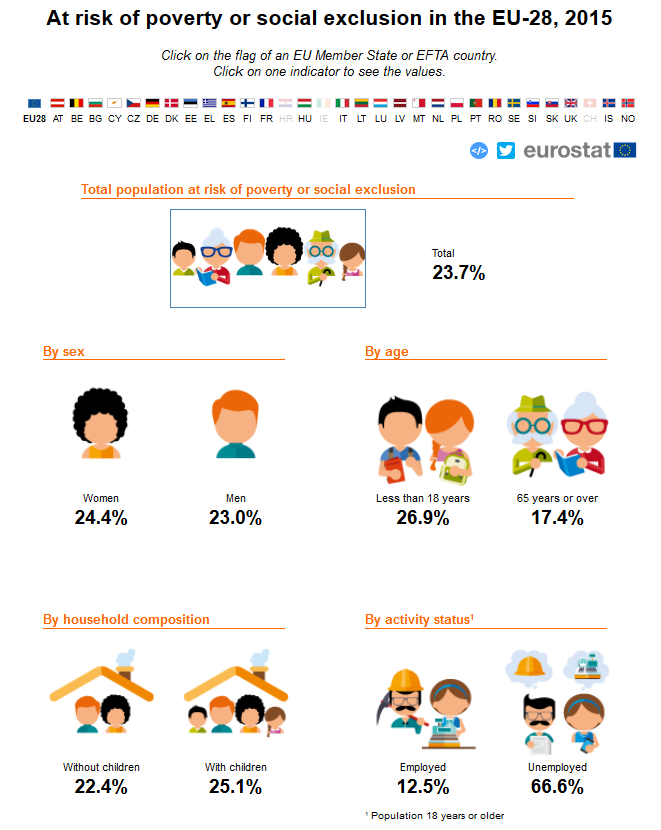 At risk of poverty or social exclusion in the EU-28, 2015
Click on the flag of an EU Member State or EFTA country.
Click on one indicator to see the values.
EU28 AT BE BG CY CZ DE DK EE EL ES FI FR HR HU IE IT LT LU LV MT NL PL PT RO SE SI SK UK CH IS NO
</> eurostat
Total population at risk of poverty or social exclusion
Total
23.7%
By sex
Women
24.4%
Men
23.0%
By age
Less than 18 years
26.9%
65 years or over
17.4%
By household composition
Without children
22.4%
With children
25.1%
By activity status¹
Employed
12.5%
Unemployed
66.6%
¹ Population 18 years or older